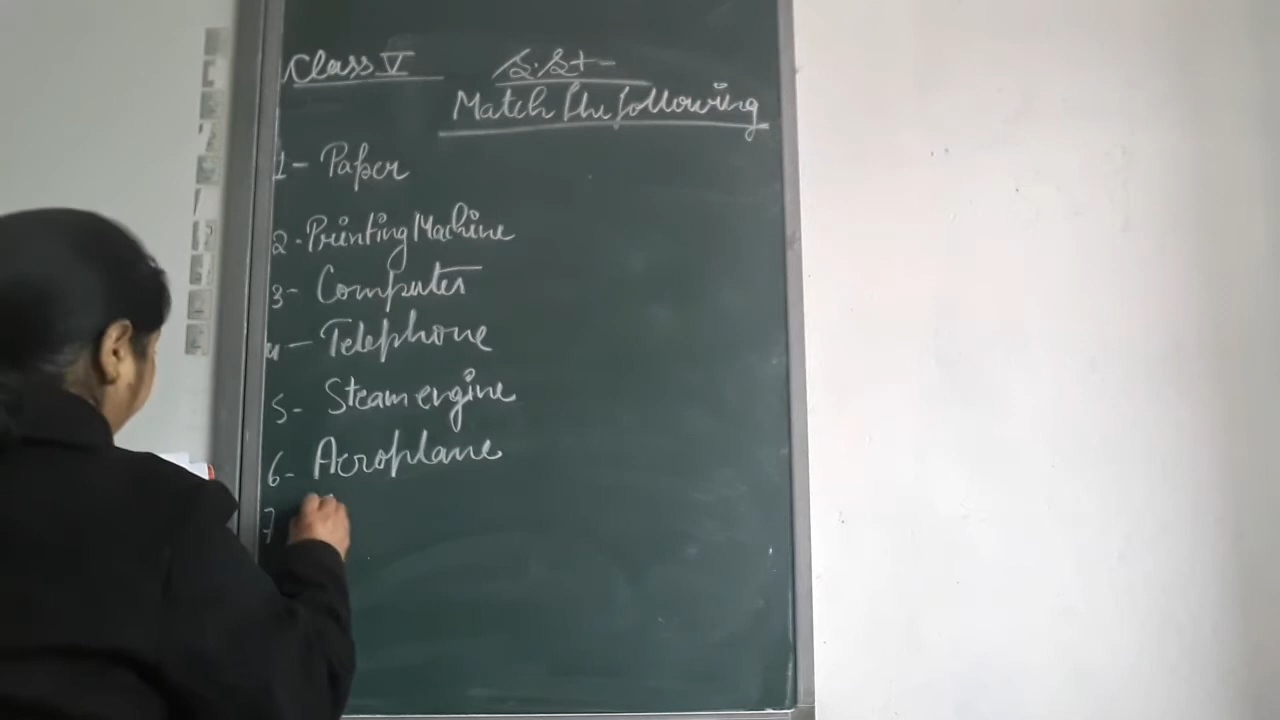 Class V
S.St-
Match the following
1- Paper
2. Printing Machine
3- Computer
4- Telephone
5- Steam engine
6- Aeroplane
7